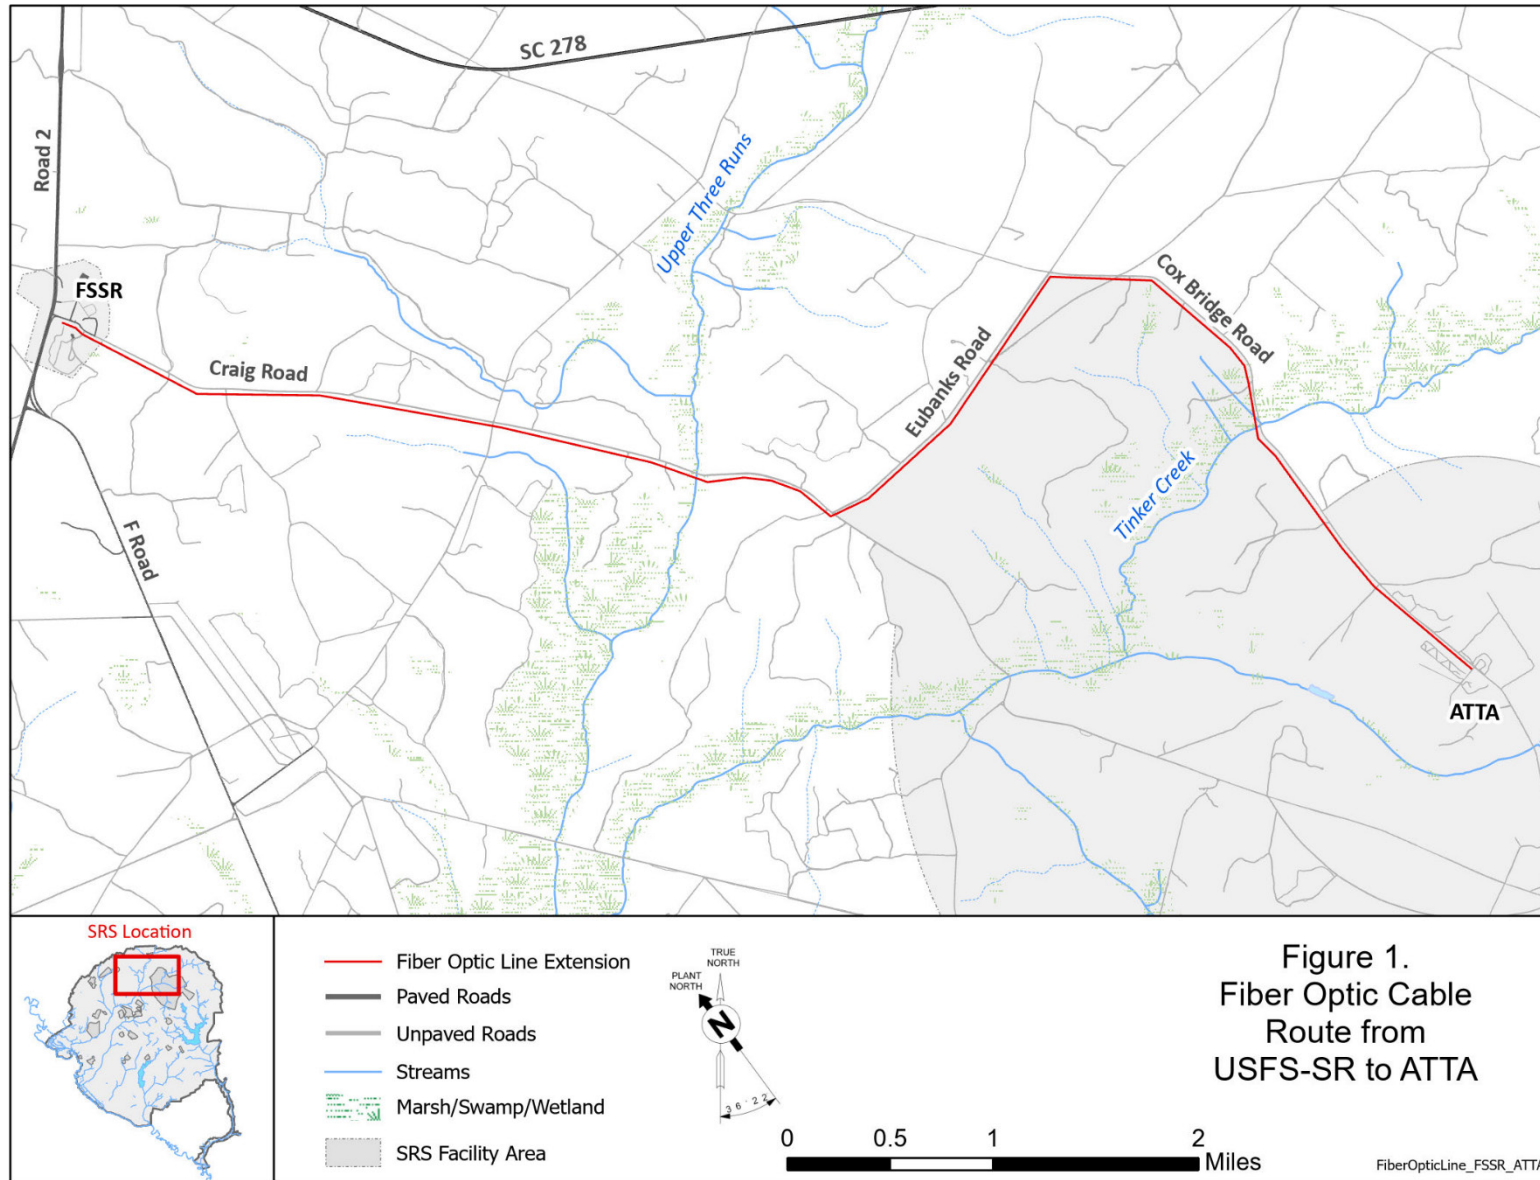 SC 278
Road 2
Upper Three Runs
FSSR
Craig Road
Cox Bridge Road
Eubanks Road
Tinker Creek
F Road
ATTA
SRS Location
Fiber Optic Line Extension
Paved Roads
Unpaved Roads
Streams
Marsh/Swamp/Wetland
SRS Facility Area
TRUE
NORTH
PLANT
NORTH
N
36°22'
0 0.5 1 2
Miles
Figure 1.
Fiber Optic Cable
Route from
USFS-SR to ATTA
FiberOpticLine_FSSR_ATTA